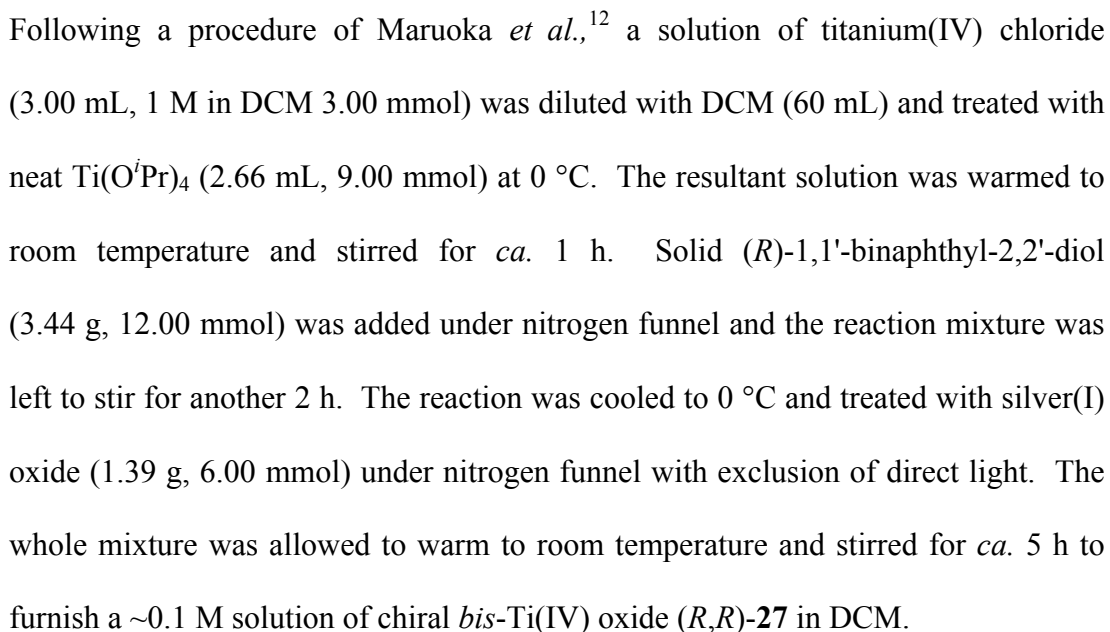 Following a procedure of Maruoka et al.,¹² a solution of titanium(IV) chloride
(3.00 mL, 1 M in DCM 3.00 mmol) was diluted with DCM (60 mL) and treated with
neat Ti(OⁱPr)₄ (2.66 mL, 9.00 mmol) at 0 °C. The resultant solution was warmed to
room temperature and stirred for ca. 1 h. Solid (R)-1,1'-binaphthyl-2,2'-diol
(3.44 g, 12.00 mmol) was added under nitrogen funnel and the reaction mixture was
left to stir for another 2 h. The reaction was cooled to 0 °C and treated with silver(I)
oxide (1.39 g, 6.00 mmol) under nitrogen funnel with exclusion of direct light. The
whole mixture was allowed to warm to room temperature and stirred for ca. 5 h to
furnish a ~0.1 M solution of chiral bis-Ti(IV) oxide (R,R)-27 in DCM.